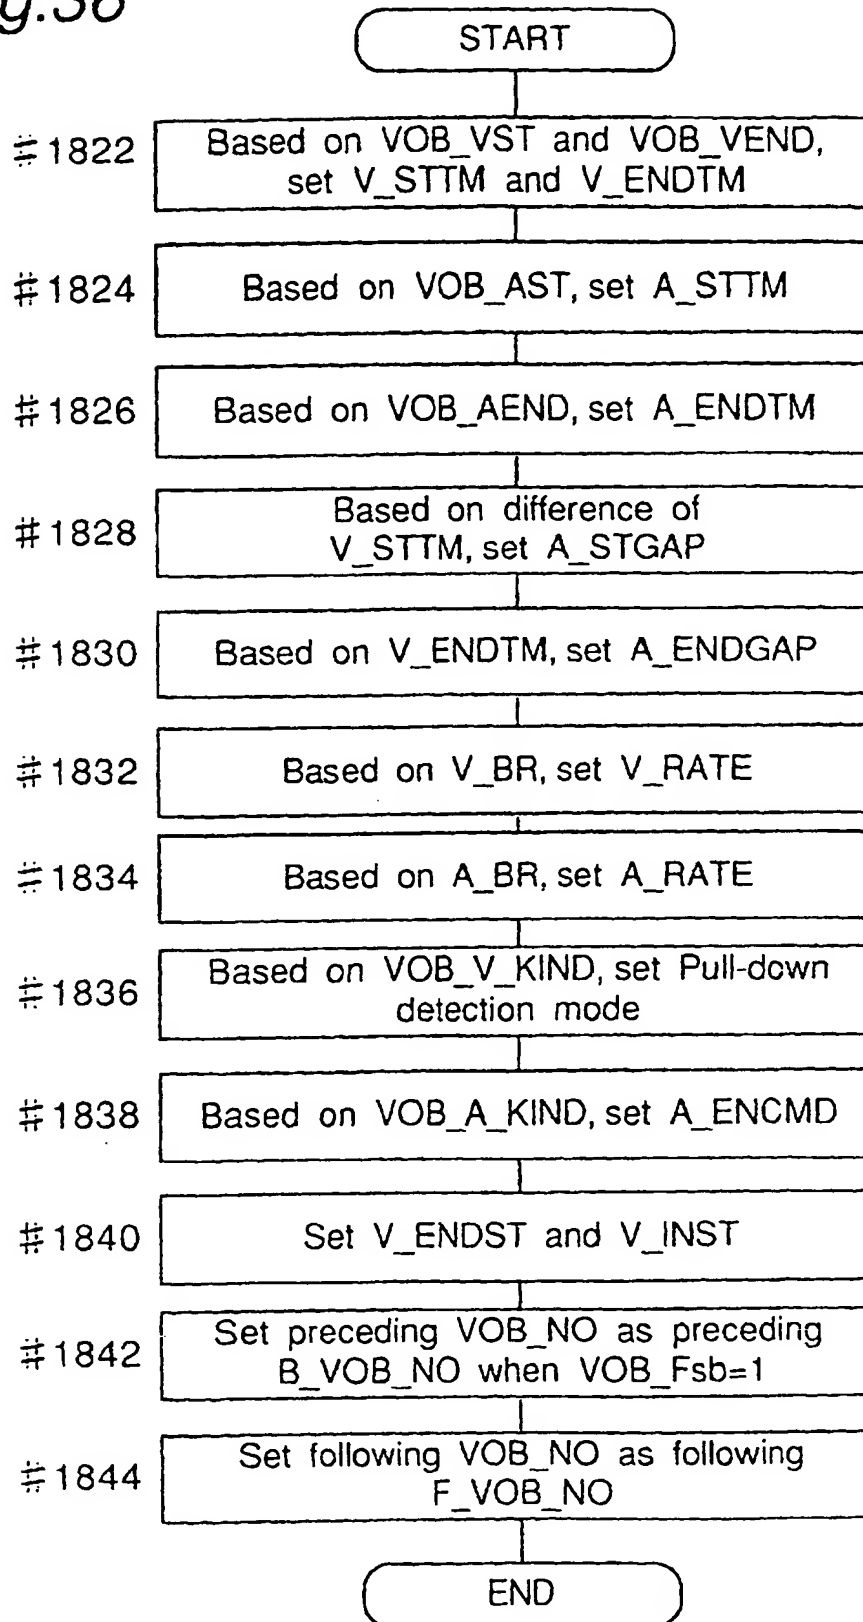 g.38
START
#1822
Based on VOB_VST and VOB_VEND,
set V_STTM and V_ENDTM
#1824
Based on VOB_AST, set A_STTM
#1826
Based on VOB_AEND, set A_ENDTM
#1828
Based on difference of
V_STTM, set A_STGAP
#1830
Based on V_ENDTM, set A_ENDGAP
#1832
Based on V_BR, set V_RATE
#1834
Based on A_BR, set A_RATE
#1836
Based on VOB_V_KIND, set Pull-down
detection mode
#1838
Based on VOB_A_KIND, set A_ENCMD
#1840
Set V_ENDST and V_INST
#1842
Set preceding VOB_NO as preceding
B_VOB_NO when VOB_Fsb=1
#1844
Set following VOB_NO as following
F_VOB_NO
END